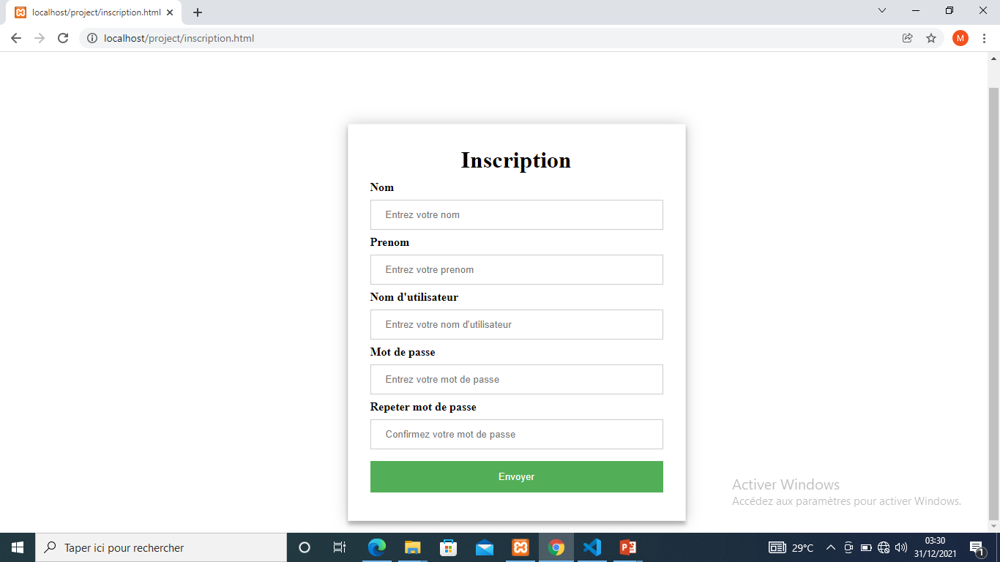 localhost/project/inscription.html
localhost/project/inscription.html
M
Inscription
Nom
Entrez votre nom
Prenom
Entrez votre prenom
Nom d'utilisateur
Entrez votre nom d'utilisateur
Mot de passe
Entrez votre mot de passe
Repeter mot de passe
Confirmez votre mot de passe
Envoyer
Activer Windows
Accédez aux paramètres pour activer Windows.
Taper ici pour rechercher
29°C
03:30
31/12/2021
1